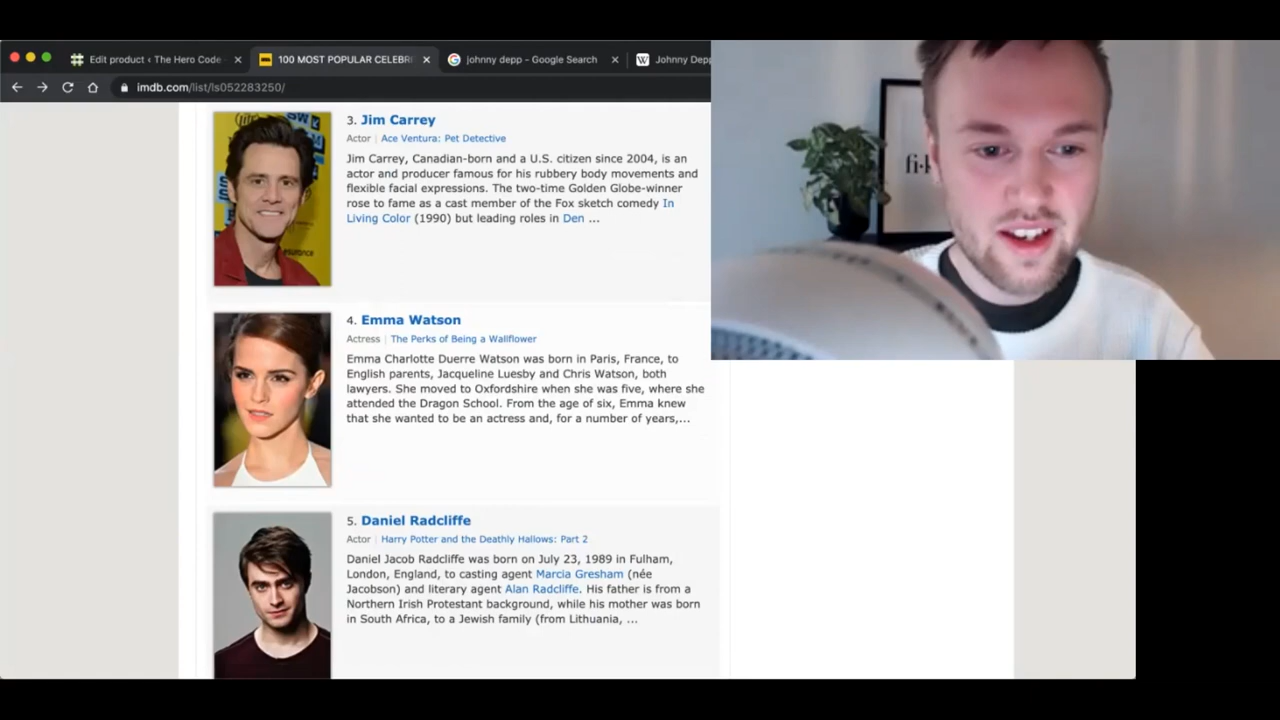 Edit product ‹ The Hero Code
100 MOST POPULAR CELEBR
johnny depp - Google Search
Johnny Depp
imdb.com/list/ls052283250/
3. Jim Carrey
Actor | Ace Ventura: Pet Detective
Jim Carrey, Canadian-born and a U.S. citizen since 2004, is an
actor and producer famous for his rubbery body movements and
flexible facial expressions. The two-time Golden Globe-winner
rose to fame as a cast member of the Fox sketch comedy In
Living Color (1990) but leading roles in Den ...
4. Emma Watson
Actress | The Perks of Being a Wallflower
Emma Charlotte Duerre Watson was born in Paris, France, to
English parents, Jacqueline Luesby and Chris Watson, both
lawyers. She moved to Oxfordshire when she was five, where she
attended the Dragon School. From the age of six, Emma knew
that she wanted to be an actress and, for a number of years,...
5. Daniel Radcliffe
Actor | Harry Potter and the Deathly Hallows: Part 2
Daniel Jacob Radcliffe was born on July 23, 1989 in Fulham,
London, England, to casting agent Marcia Gresham (née
Jacobson) and literary agent Alan Radcliffe. His father is from a
Northern Irish Protestant background, while his mother was born
in South Africa, to a Jewish family (from Lithuania, ...